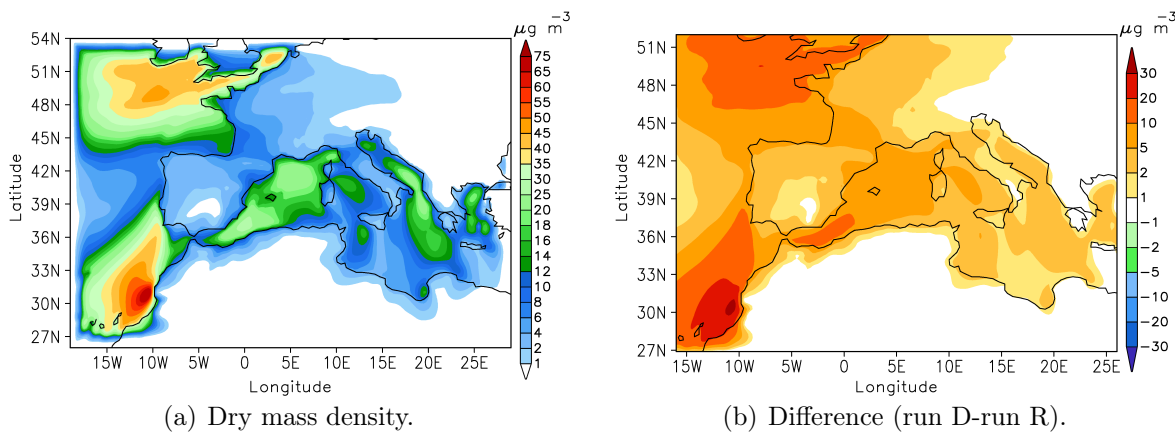 μg m⁻³
54N
51N
48N
45N
42N
39N
36N
33N
30N
27N
Latitude
15W
10W
5W
0
5E
10E
15E
20E
25E
Longitude
75
65
60
55
50
45
40
35
30
25
20
18
16
14
12
10
8
6
4
2
1
(a) Dry mass density.
μg m⁻³
51N
48N
45N
42N
39N
36N
33N
30N
27N
Latitude
15W
10W
5W
0
5E
10E
15E
20E
25E
Longitude
30
20
10
5
2
1
−1
−2
−5
−10
−20
−30
(b) Difference (run D-run R).